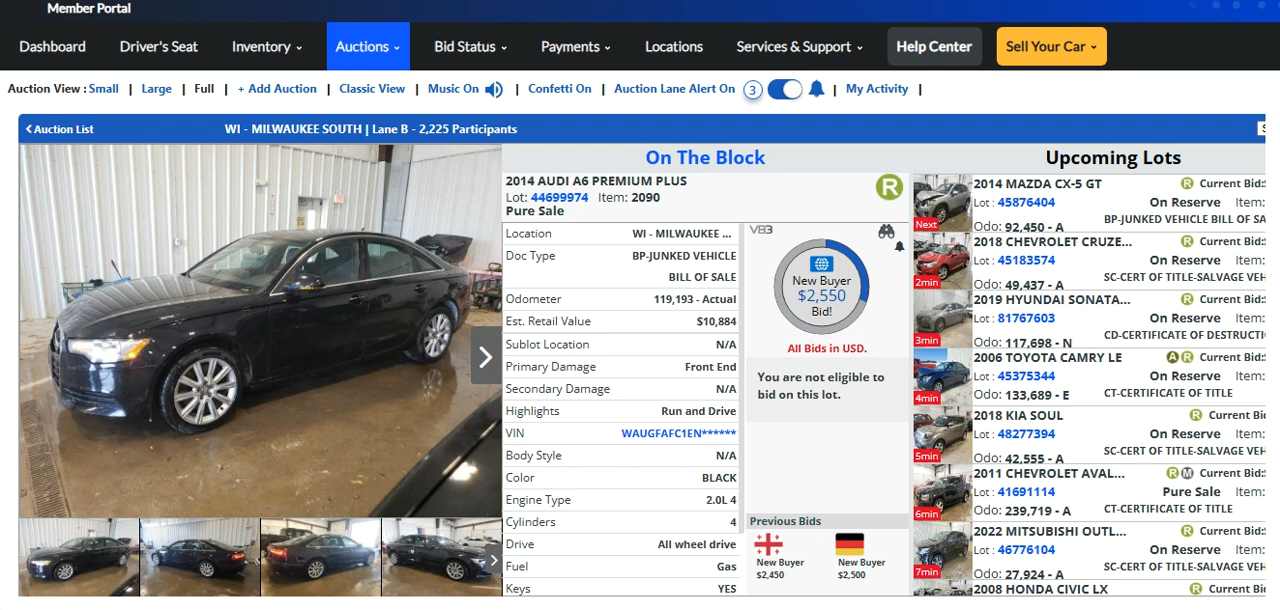 Member Portal
Dashboard Driver's Seat Inventory Auctions Bid Status Payments Locations Services & Support Help Center Sell Your Car
Auction View : Small | Large | Full | + Add Auction | Classic View | Music On | Confetti On | Auction Lane Alert On 3 | My Activity |
Auction List WI - MILWAUKEE SOUTH | Lane B - 2,225 Participants
On The Block
2014 AUDI A6 PREMIUM PLUS
R
Lot: 44699974 Item: 2090
Pure Sale
Location WI - MILWAUKEE ...
Doc Type BP-JUNKED VEHICLE
BILL OF SALE
Odometer 119,193 - Actual
Est. Retail Value $10,884
Sublot Location N/A
Primary Damage Front End
Secondary Damage N/A
Highlights Run and Drive
VIN WAUGFAFC1EN******
Body Style N/A
Color BLACK
Engine Type 2.0L 4
Cylinders 4
Drive All wheel drive
Fuel Gas
Keys YES
VB3
New Buyer
$2,550
Bid!
All Bids in USD.
You are not eligible to
bid on this lot.
Previous Bids
New Buyer New Buyer
$2,450 $2,500
Upcoming Lots
2014 MAZDA CX-5 GT R Current Bid:
Lot : 45876404 On Reserve Item:
Next BP-JUNKED VEHICLE BILL OF SA
Odo: 92,450 - A
2018 CHEVROLET CRUZE... R Current Bid:
Lot : 45183574 On Reserve Item:
2min SC-CERT OF TITLE-SALVAGE VEH
Odo: 49,437 - A
2019 HYUNDAI SONATA... R Current Bid:
Lot : 81767603 On Reserve Item:
3min CD-CERTIFICATE OF DESTRUCTI
Odo: 117,698 - N
2006 TOYOTA CAMRY LE A R Current Bid:
Lot : 45375344 On Reserve Item:
4min Odo: 133,689 - E CT-CERTIFICATE OF TITLE
2018 KIA SOUL R Current Bi
Lot : 48277394 On Reserve Item:
5min SC-CERT OF TITLE-SALVAGE VEH
Odo: 42,555 - A
2011 CHEVROLET AVAL... R M Current Bid:
Lot : 41691114 Pure Sale Item:
6min Odo: 239,719 - A CT-CERTIFICATE OF TITLE
2022 MITSUBISHI OUTL... R Current Bid:
Lot : 46776104 On Reserve Item:
7min SC-CERT OF TITLE-SALVAGE VEH
Odo: 27,924 - A
2008 HONDA CIVIC LX R Current Bi